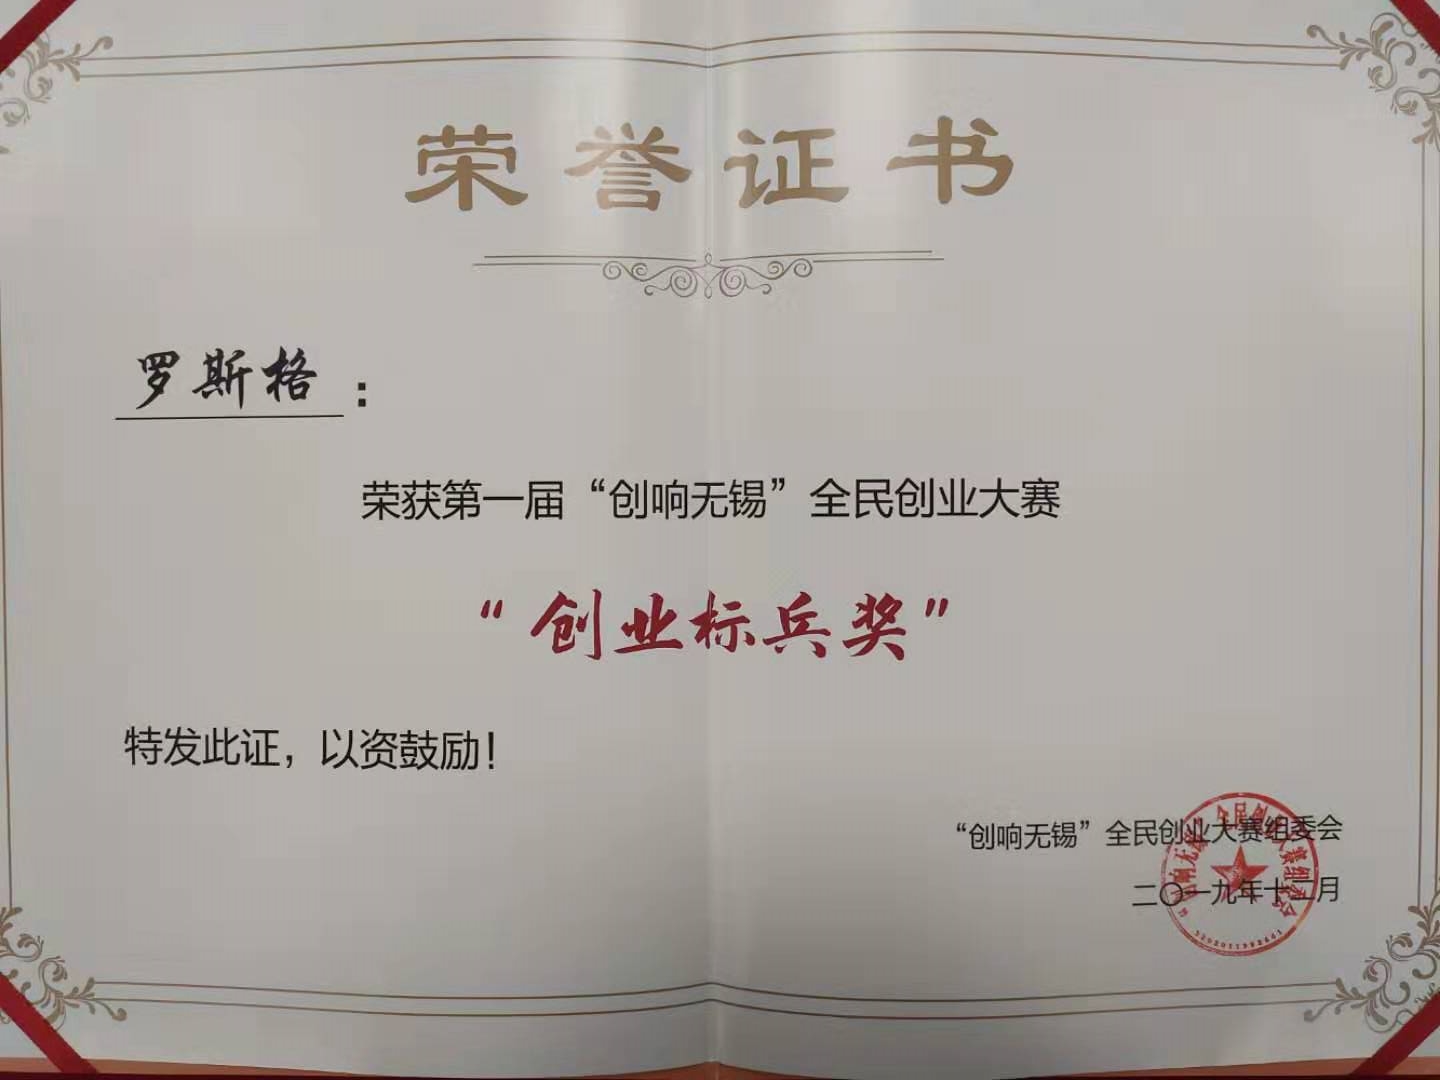 荣誉证书
罗斯格：
荣获第一届“创响无锡”全民创业大赛
“创业标兵奖”
特发此证，以资鼓励！
“创响无锡”全民创业大赛组委会
二〇一九年十二月